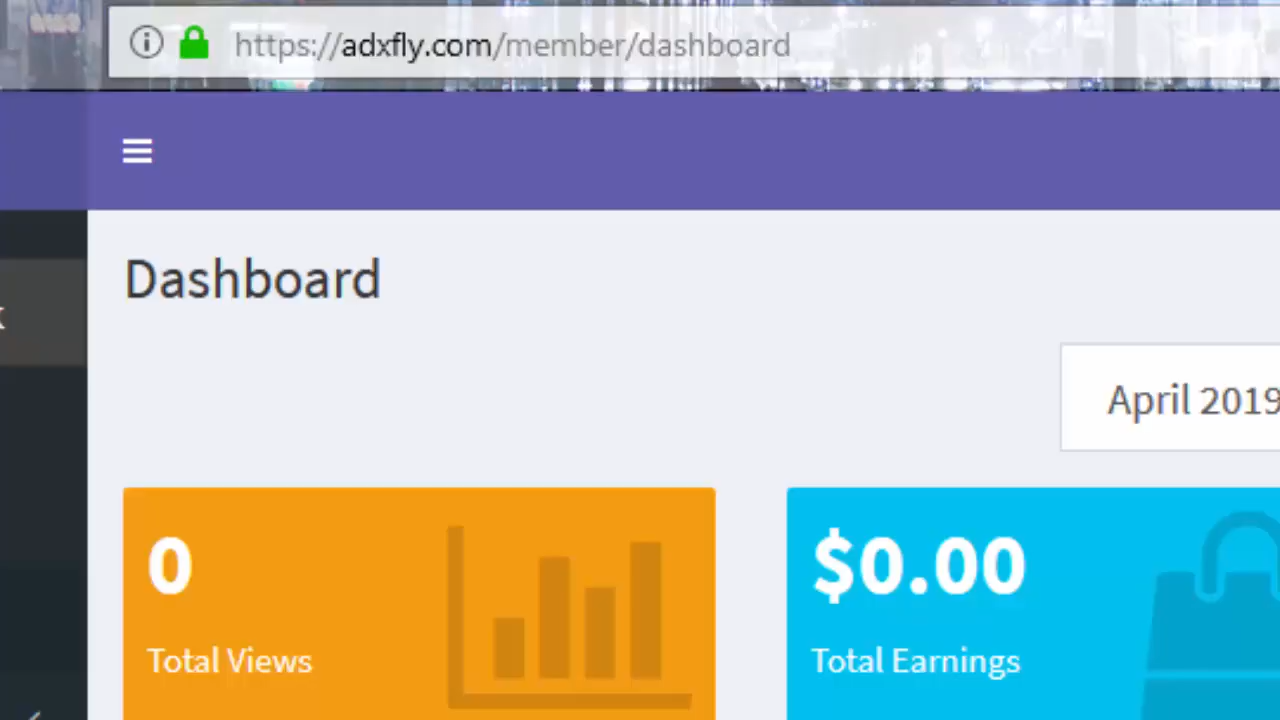 https://adxfly.com/member/dashboard
Dashboard
April 2019
0
Total Views
$0.00
Total Earnings